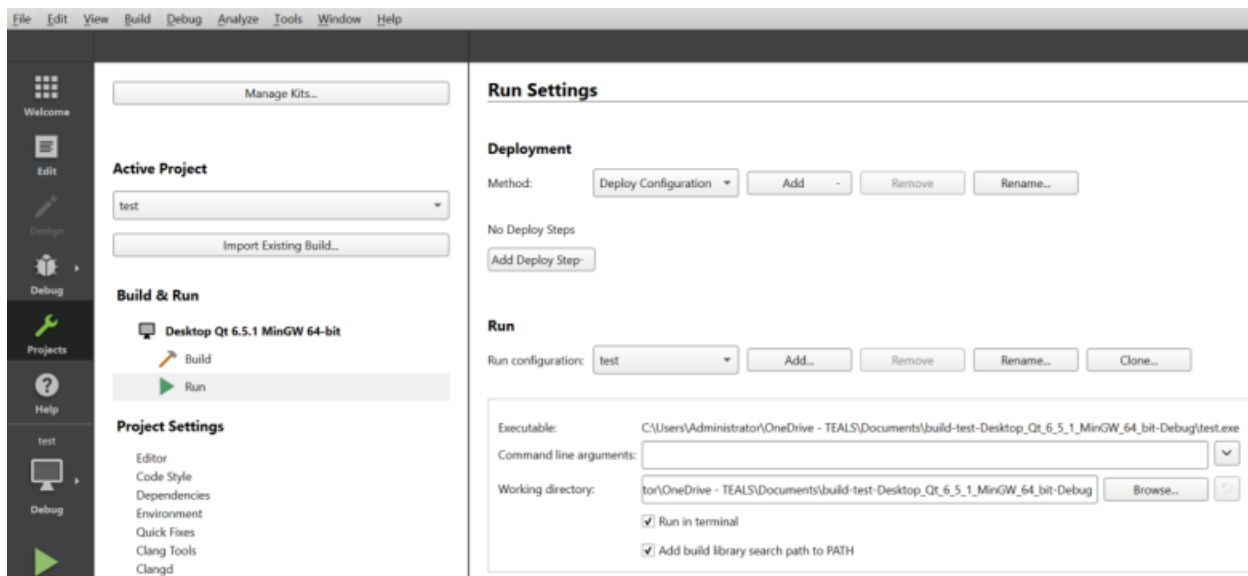 File Edit View Build Debug Analyze Tools Window Help
Welcome
Edit
Design
Debug
Projects
Help
test
Debug
Manage Kits...
Active Project
test
Import Existing Build...
Build & Run
Desktop Qt 6.5.1 MinGW 64-bit
Build
Run
Project Settings
Editor
Code Style
Dependencies
Environment
Quick Fixes
Clang Tools
Clangd
Run Settings
Deployment
Method: Deploy Configuration Add Remove Rename...
No Deploy Steps
Add Deploy Step
Run
Run configuration: test Add... Remove Rename... Clone...
Executable: C:\Users\Administrator\OneDrive - TEALS\Documents\build-test-Desktop_Qt_6_5_1_MinGW_64_bit-Debug\test.exe
Command line arguments:
Working directory: tor\OneDrive - TEALS\Documents\build-test-Desktop_Qt_6_5_1_MinGW_64_bit-Debug Browse...
Run in terminal
Add build library search path to PATH